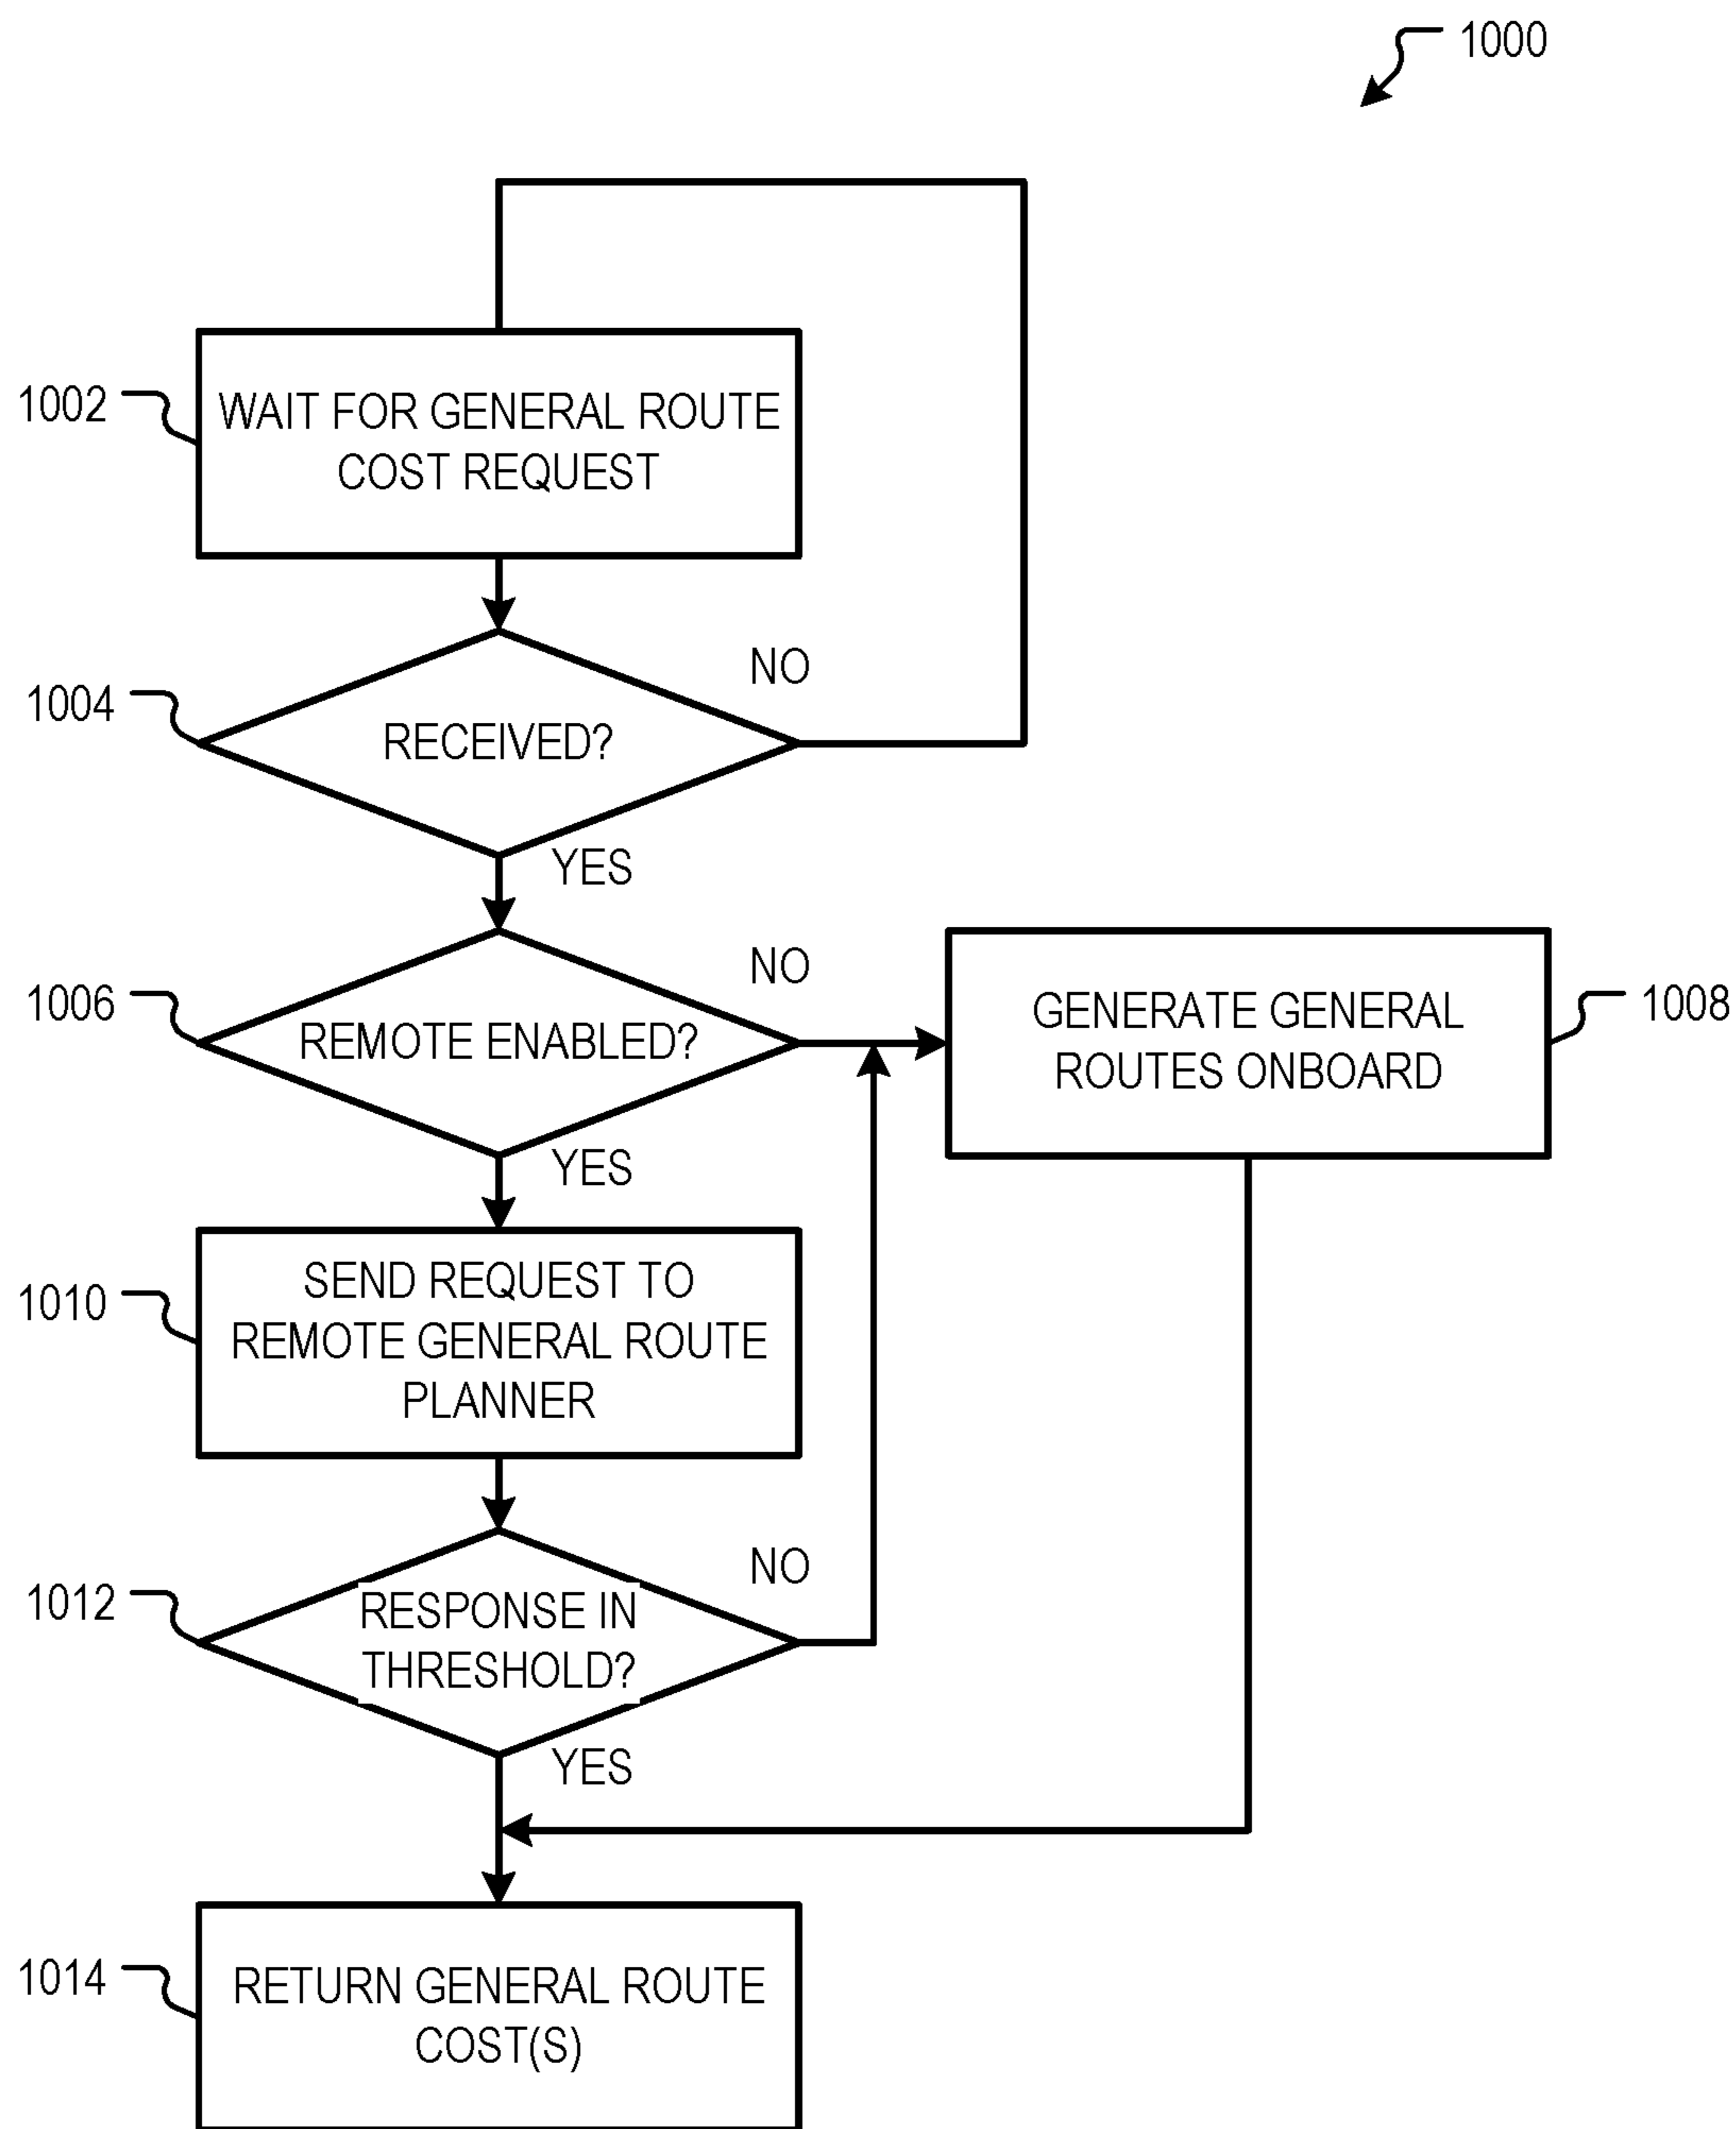 1000
1002
WAIT FOR GENERAL ROUTE
COST REQUEST
1004
RECEIVED?
NO
YES
1006
REMOTE ENABLED?
NO
YES
GENERATE GENERAL
ROUTES ONBOARD
1008
1010
SEND REQUEST TO
REMOTE GENERAL ROUTE
PLANNER
1012
RESPONSE IN
THRESHOLD?
NO
YES
1014
RETURN GENERAL ROUTE
COST(S)